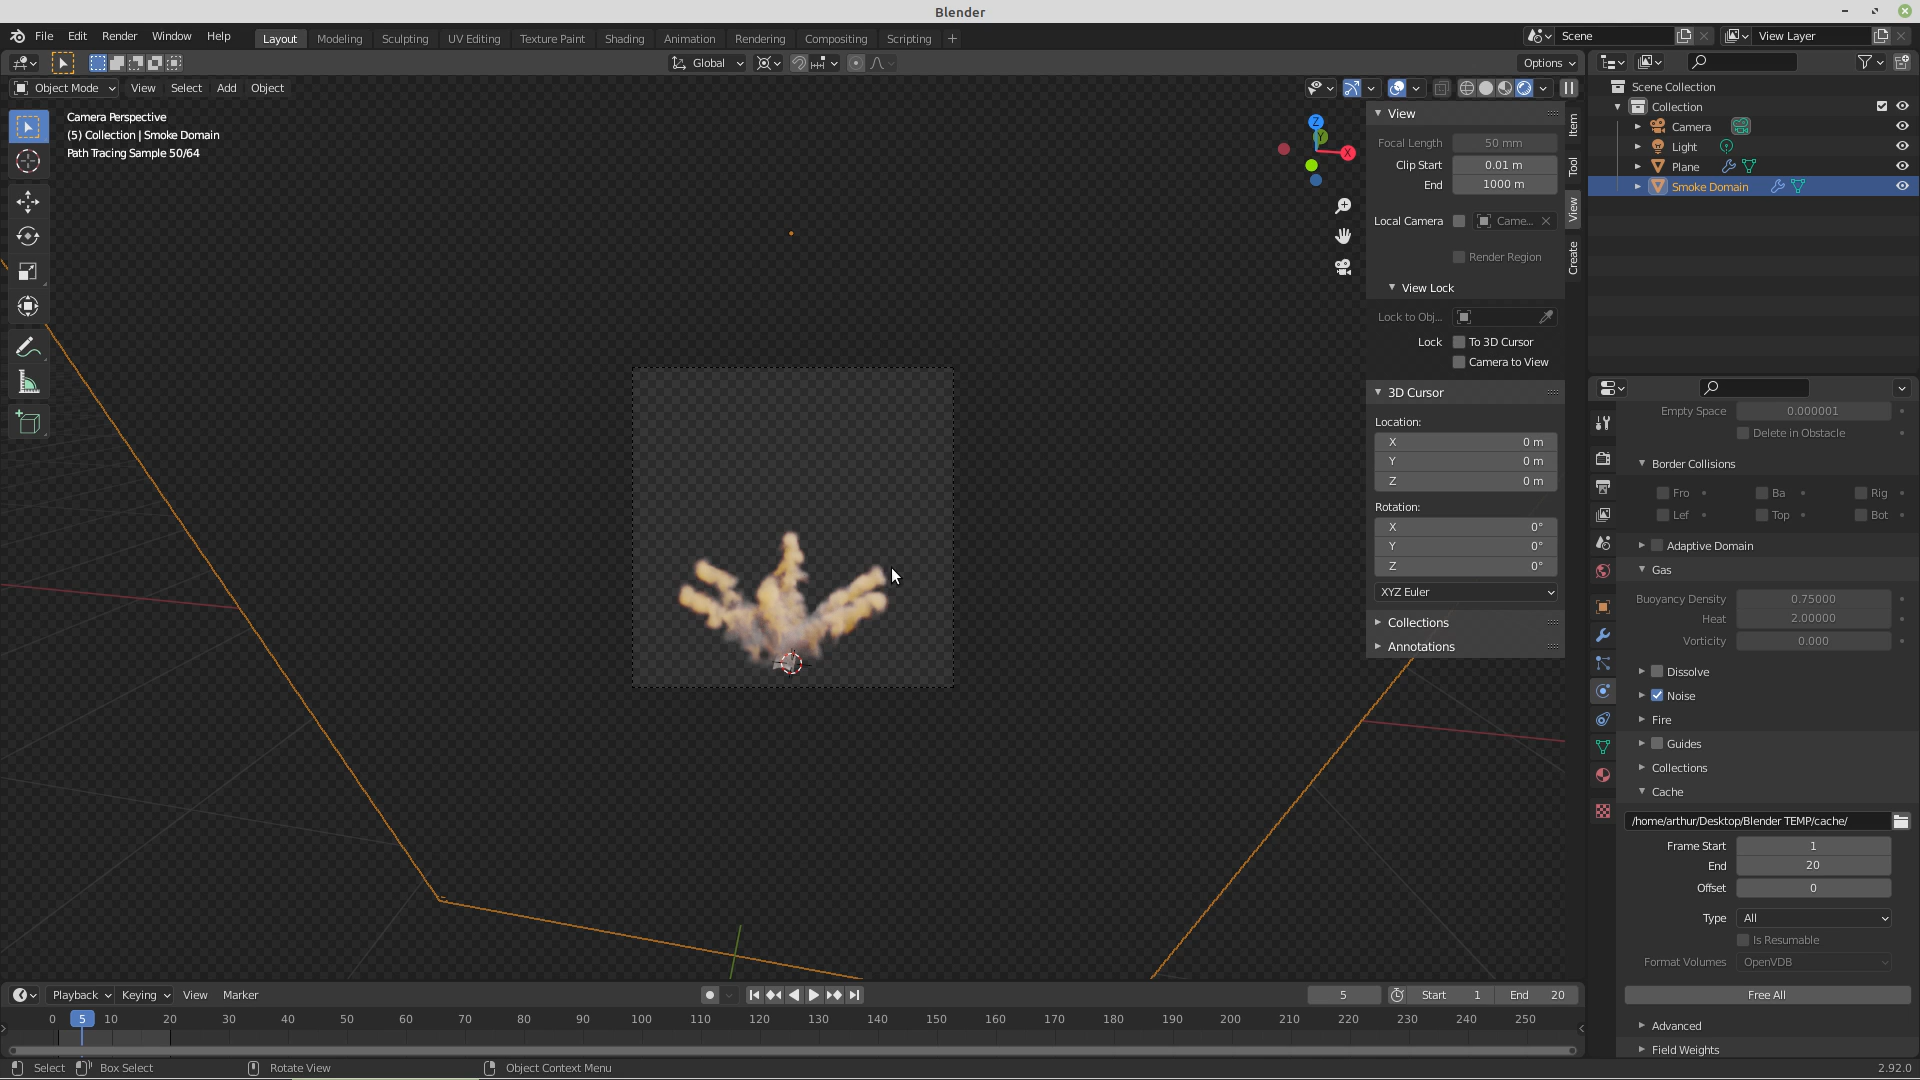 Blender
File Edit Render Window Help
Layout Modeling Sculpting UV Editing Texture Paint Shading Animation Rendering Compositing Scripting +
Scene
View Layer
Global
Options
Object Mode View Select Add Object
Camera Perspective
(5) Collection | Smoke Domain
Path Tracing Sample 50/64
Z
Y
X
View
Focal Length 50 mm
Clip Start 0.01 m
End 1000 m
Local Camera Came...
Render Region
View Lock
Lock to Obj...
Lock To 3D Cursor
Camera to View
3D Cursor
Location:
X 0 m
Y 0 m
Z 0 m
Rotation:
X 0°
Y 0°
Z 0°
XYZ Euler
Collections
Annotations
Item
Tool
View
Create
Scene Collection
Collection
Camera
Light
Plane
Smoke Domain
Empty Space 0.000001
Delete in Obstacle
Border Collisions
Fro Ba Rig
Lef Top Bot
Adaptive Domain
Gas
Buoyancy Density 0.75000
Heat 2.00000
Vorticity 0.000
Dissolve
Noise
Fire
Guides
Collections
Cache
/home/arthur/Desktop/Blender TEMP/cache/
Frame Start 1
End 20
Offset 0
Type All
Is Resumable
Format Volumes OpenVDB
Free All
Advanced
Field Weights
Playback Keying View Marker
5 Start 1 End 20
0 5 10 20 30 40 50 60 70 80 90 100 110 120 130 140 150 160 170 180 190 200 210 220 230 240 250
Select Box Select Rotate View Object Context Menu 2.92.0